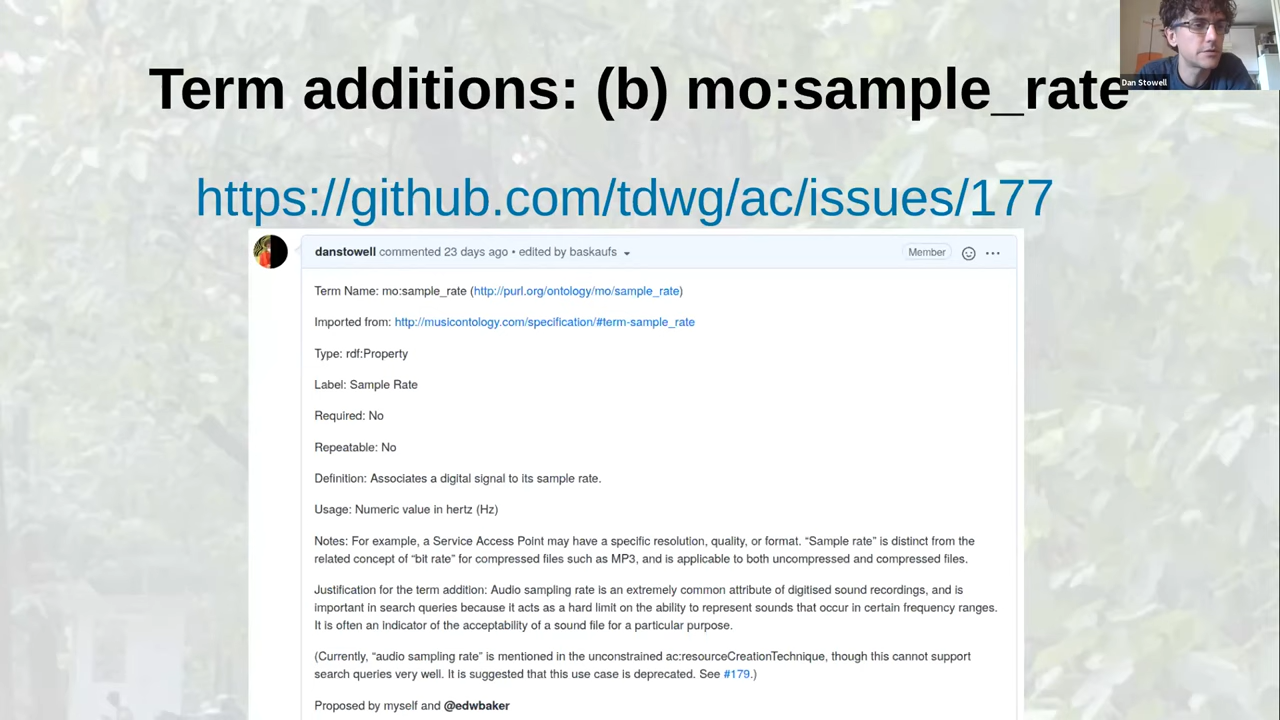 Term additions: (b) mo:sample_rate
Dan Stowell
https://github.com/tdwg/ac/issues/177
danstowell commented 23 days ago • edited by baskaufs
Member
Term Name: mo:sample_rate (http://purl.org/ontology/mo/sample_rate)
Imported from: http://musicontology.com/specification/#term-sample_rate
Type: rdf:Property
Label: Sample Rate
Required: No
Repeatable: No
Definition: Associates a digital signal to its sample rate.
Usage: Numeric value in hertz (Hz)
Notes: For example, a Service Access Point may have a specific resolution, quality, or format. “Sample rate” is distinct from the
related concept of “bit rate” for compressed files such as MP3, and is applicable to both uncompressed and compressed files.
Justification for the term addition: Audio sampling rate is an extremely common attribute of digitised sound recordings, and is
important in search queries because it acts as a hard limit on the ability to represent sounds that occur in certain frequency ranges.
It is often an indicator of the acceptability of a sound file for a particular purpose.
(Currently, “audio sampling rate” is mentioned in the unconstrained ac:resourceCreationTechnique, though this cannot support
search queries very well. It is suggested that this use case is deprecated. See #179.)
Proposed by myself and @edwbaker